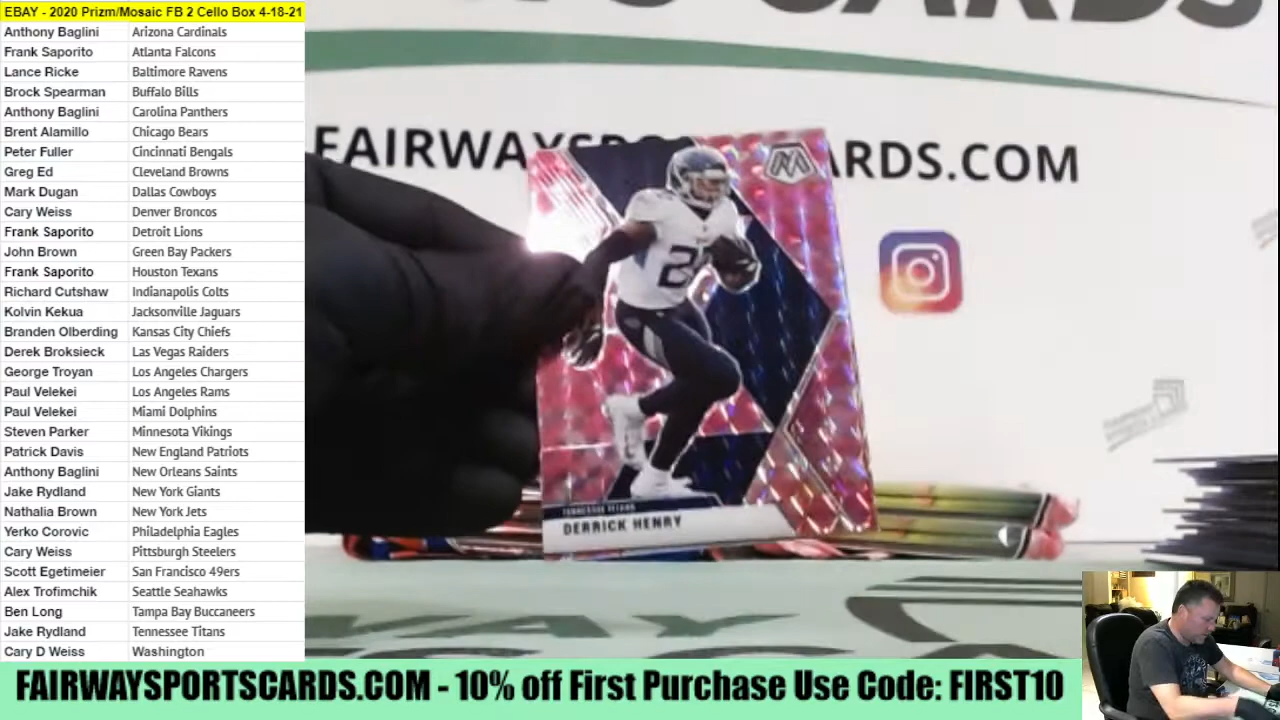 EBAY - 2020 Prizm/Mosaic FB 2 Cello Box 4-18-21
Anthony Baglini Arizona Cardinals
Frank Saporito Atlanta Falcons
Lance Ricke Baltimore Ravens
Brock Spearman Buffalo Bills
Anthony Baglini Carolina Panthers
Brent Alamillo Chicago Bears
Peter Fuller Cincinnati Bengals
Greg Ed Cleveland Browns
Mark Dugan Dallas Cowboys
Cary Weiss Denver Broncos
Frank Saporito Detroit Lions
John Brown Green Bay Packers
Frank Saporito Houston Texans
Richard Cutshaw Indianapolis Colts
Kolvin Kekua Jacksonville Jaguars
Branden Olberding Kansas City Chiefs
Derek Broksieck Las Vegas Raiders
George Troyan Los Angeles Chargers
Paul Velekei Los Angeles Rams
Paul Velekei Miami Dolphins
Steven Parker Minnesota Vikings
Patrick Davis New England Patriots
Anthony Baglini New Orleans Saints
Jake Rydland New York Giants
Nathalia Brown New York Jets
Yerko Corovic Philadelphia Eagles
Cary Weiss Pittsburgh Steelers
Scott Egetimeier San Francisco 49ers
Alex Trofimchik Seattle Seahawks
Ben Long Tampa Bay Buccaneers
Jake Rydland Tennessee Titans
Cary D Weiss Washington
CARDS
FAIRWAYSPO ARDS.COM
M
22
TENNESSEE TITANS
DERRICK HENRY
FAIRWAYSPORTSCARDS.COM - 10% off First Purchase Use Code: FIRST10